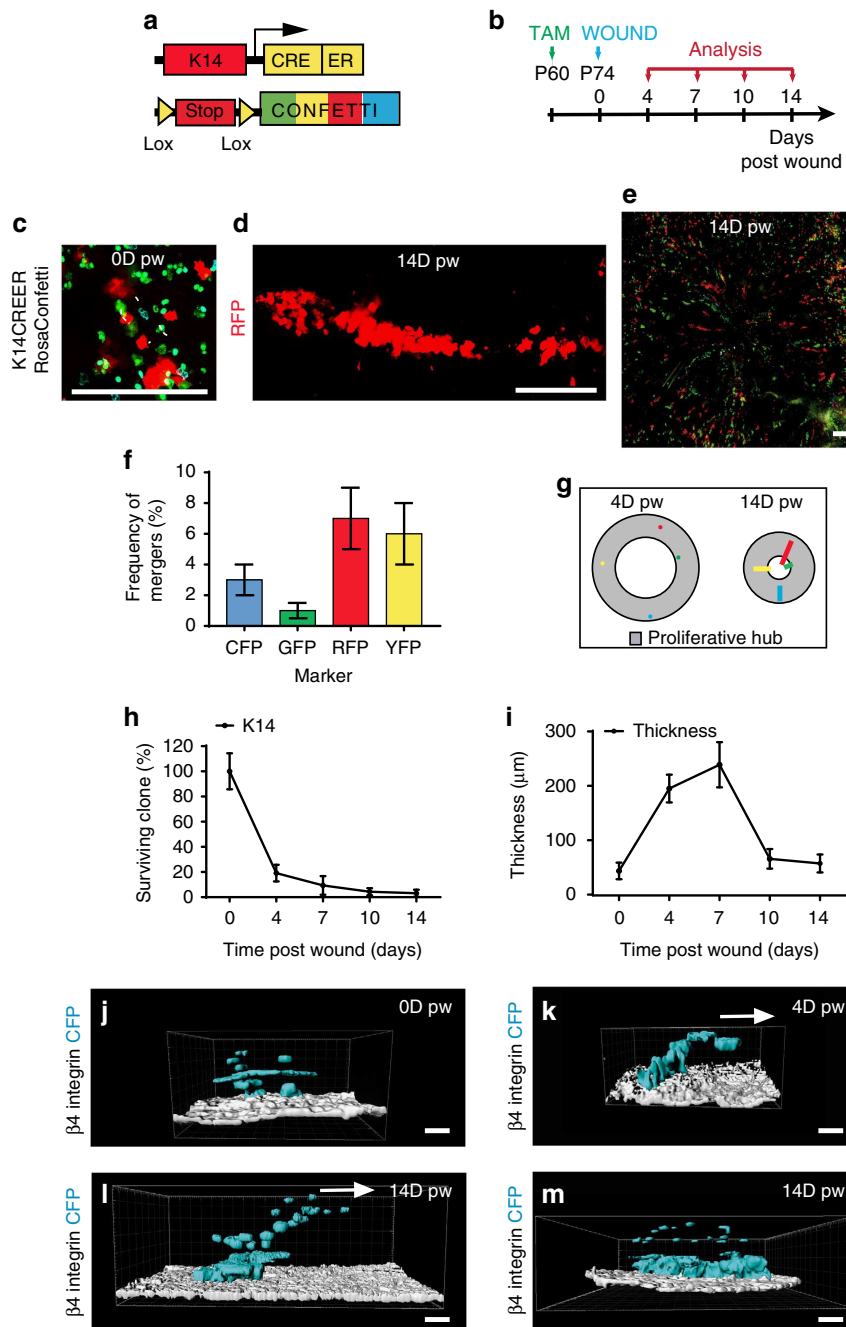 a
K14
CRE ER
Stop
CONFETTI
Lox Lox
b
TAM WOUND
Analysis
P60 P74
0 4 7 10 14
Days
post wound
c
K14CREER
RosaConfetti
0D pw
d
RFP
14D pw
e
14D pw
f
Frequency of
mergers (%)
10
8
6
4
2
0
CFP GFP RFP YFP
Marker
g
4D pw 14D pw
Proliferative hub
h
K14
Surviving clone (%)
120
100
80
60
40
20
0
0 4 7 10 14
Time post wound (days)
i
Thickness
Thickness (μm)
300
200
100
0
0 4 7 10 14
Time post wound (days)
j
β4 integrin CFP
0D pw
k
β4 integrin CFP
4D pw
l
β4 integrin CFP
14D pw
m
β4 integrin CFP
14D pw